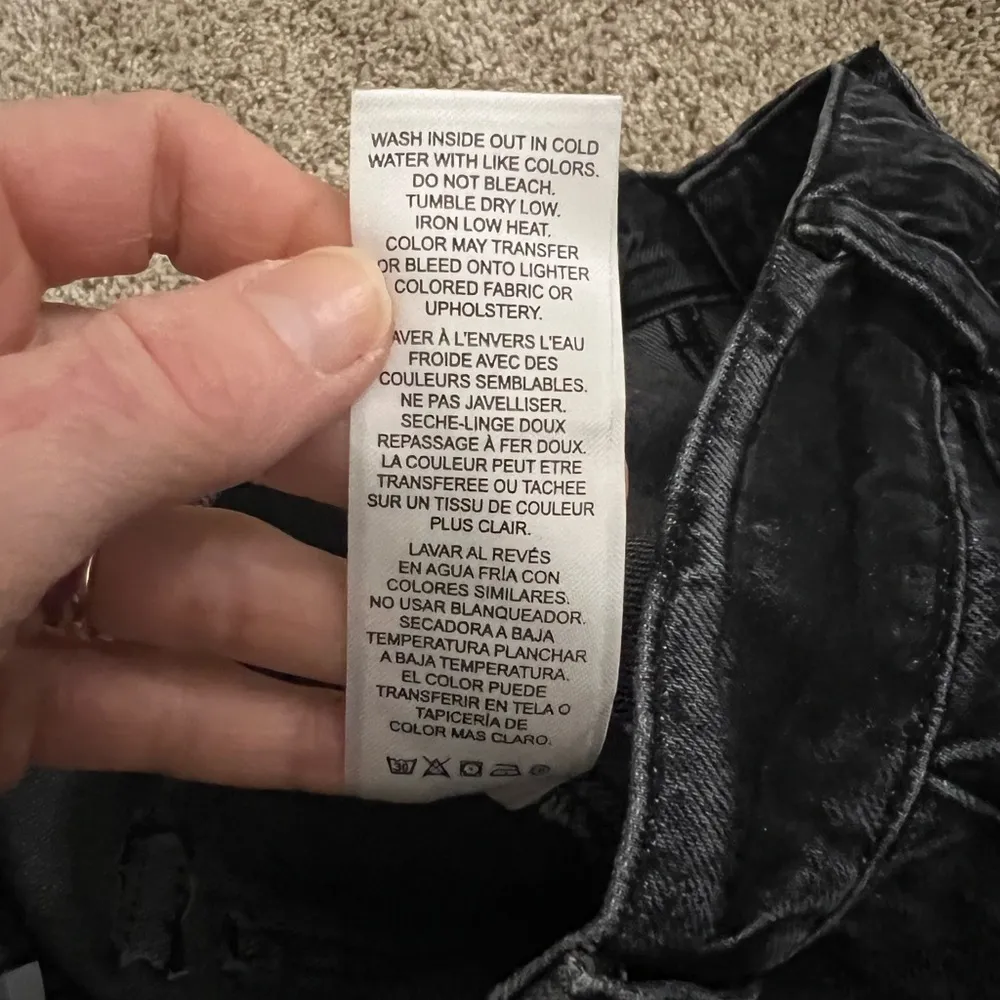 WASH INSIDE OUT IN COLD
WATER WITH LIKE COLORS.
DO NOT BLEACH.
TUMBLE DRY LOW.
IRON LOW HEAT.
COLOR MAY TRANSFER
OR BLEED ONTO LIGHTER
COLORED FABRIC OR
UPHOLSTERY.
AVER À L'ENVERS L'EAU
FROIDE AVEC DES
COULEURS SEMBLABLES.
NE PAS JAVELLISER.
SECHE-LINGE DOUX
REPASSAGE À FER DOUX.
LA COULEUR PEUT ETRE
TRANSFEREE OU TACHEE
SUR UN TISSU DE COULEUR
PLUS CLAIR.
LAVAR AL REVÉS
EN AGUA FRÍA CON
COLORES SIMILARES.
NO USAR BLANQUEADOR.
SECADORA A BAJA
TEMPERATURA PLANCHAR
A BAJA TEMPERATURA.
EL COLOR PUEDE
TRANSFERIR EN TELA O
TAPICERÍA DE
COLOR MAS CLARO.
30